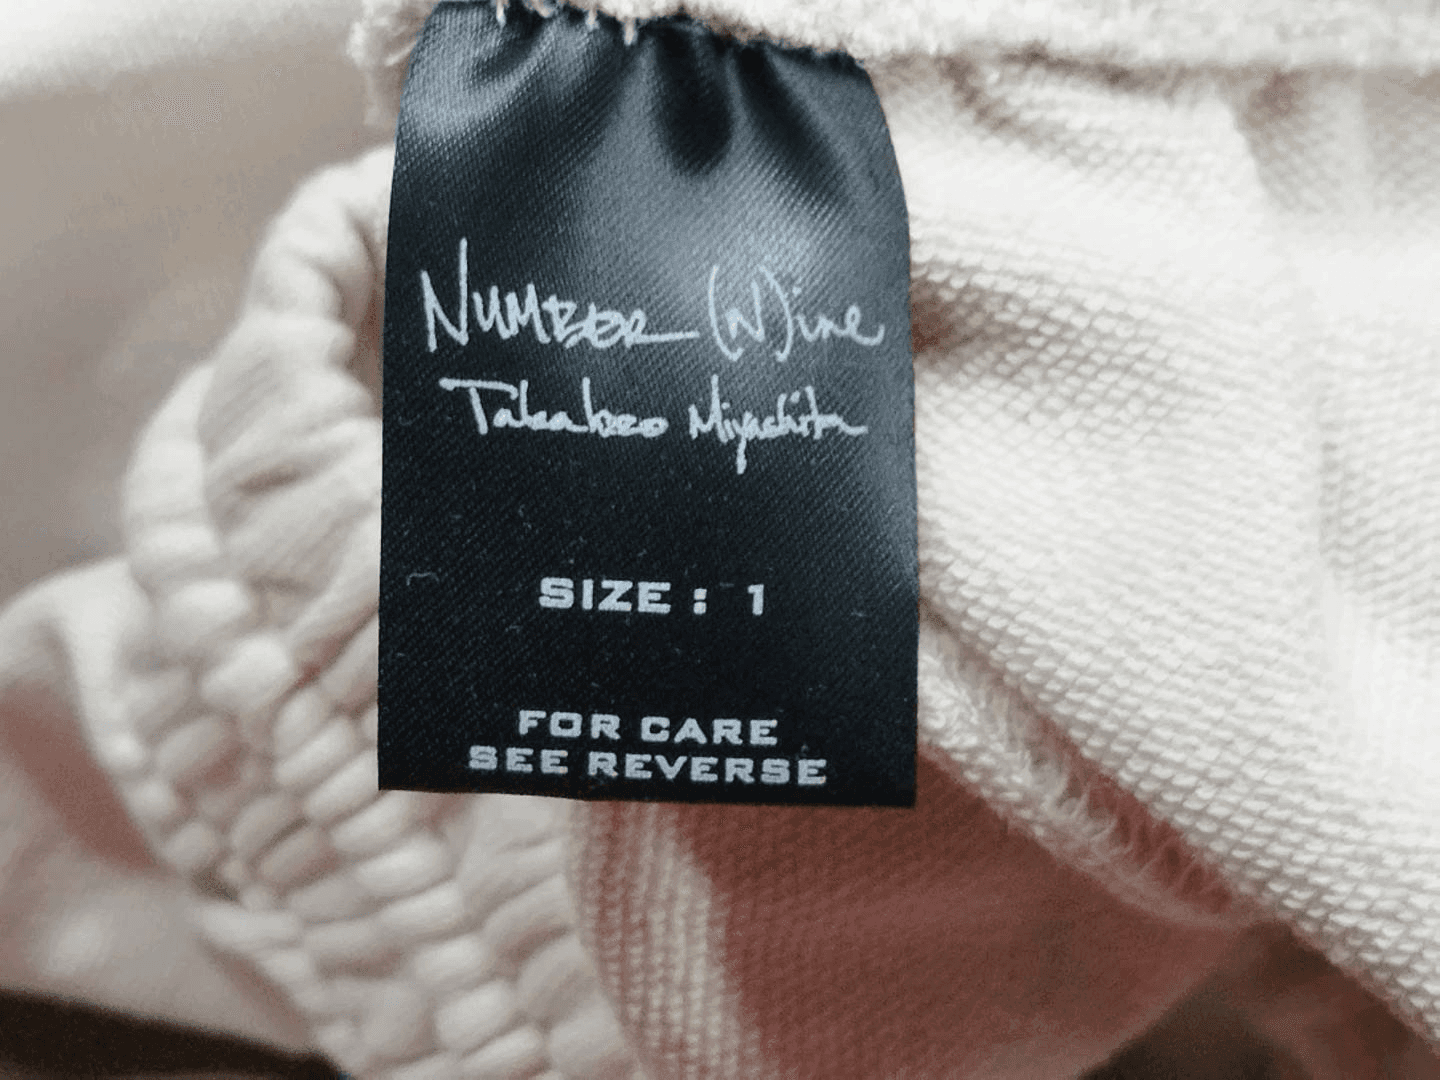 NUMBER (N)ine
Takahiro Miyashita
SIZE : 1
FOR CARE
SEE REVERSE